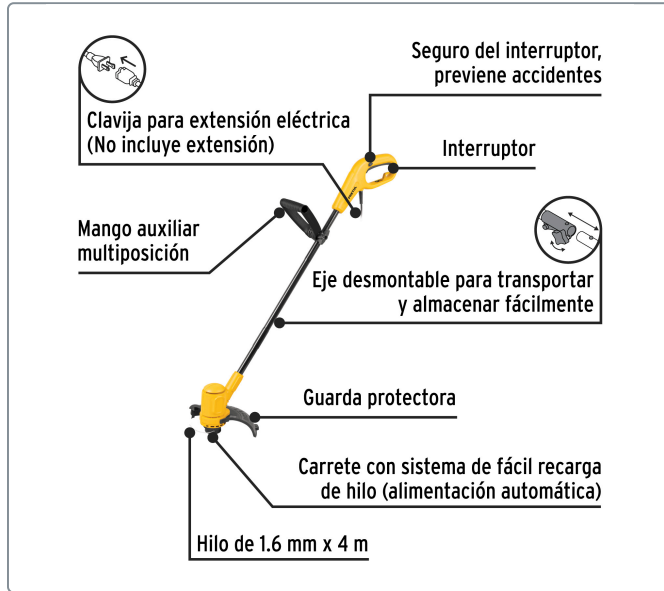 Seguro del interruptor,
previene accidentes
Clavija para extensión eléctrica
(No incluye extensión)
Interruptor
Mango auxiliar
multiposición
Eje desmontable para transportar
y almacenar fácilmente
Guarda protectora
Carrete con sistema de fácil recarga
de hilo (alimentación automática)
Hilo de 1.6 mm x 4 m